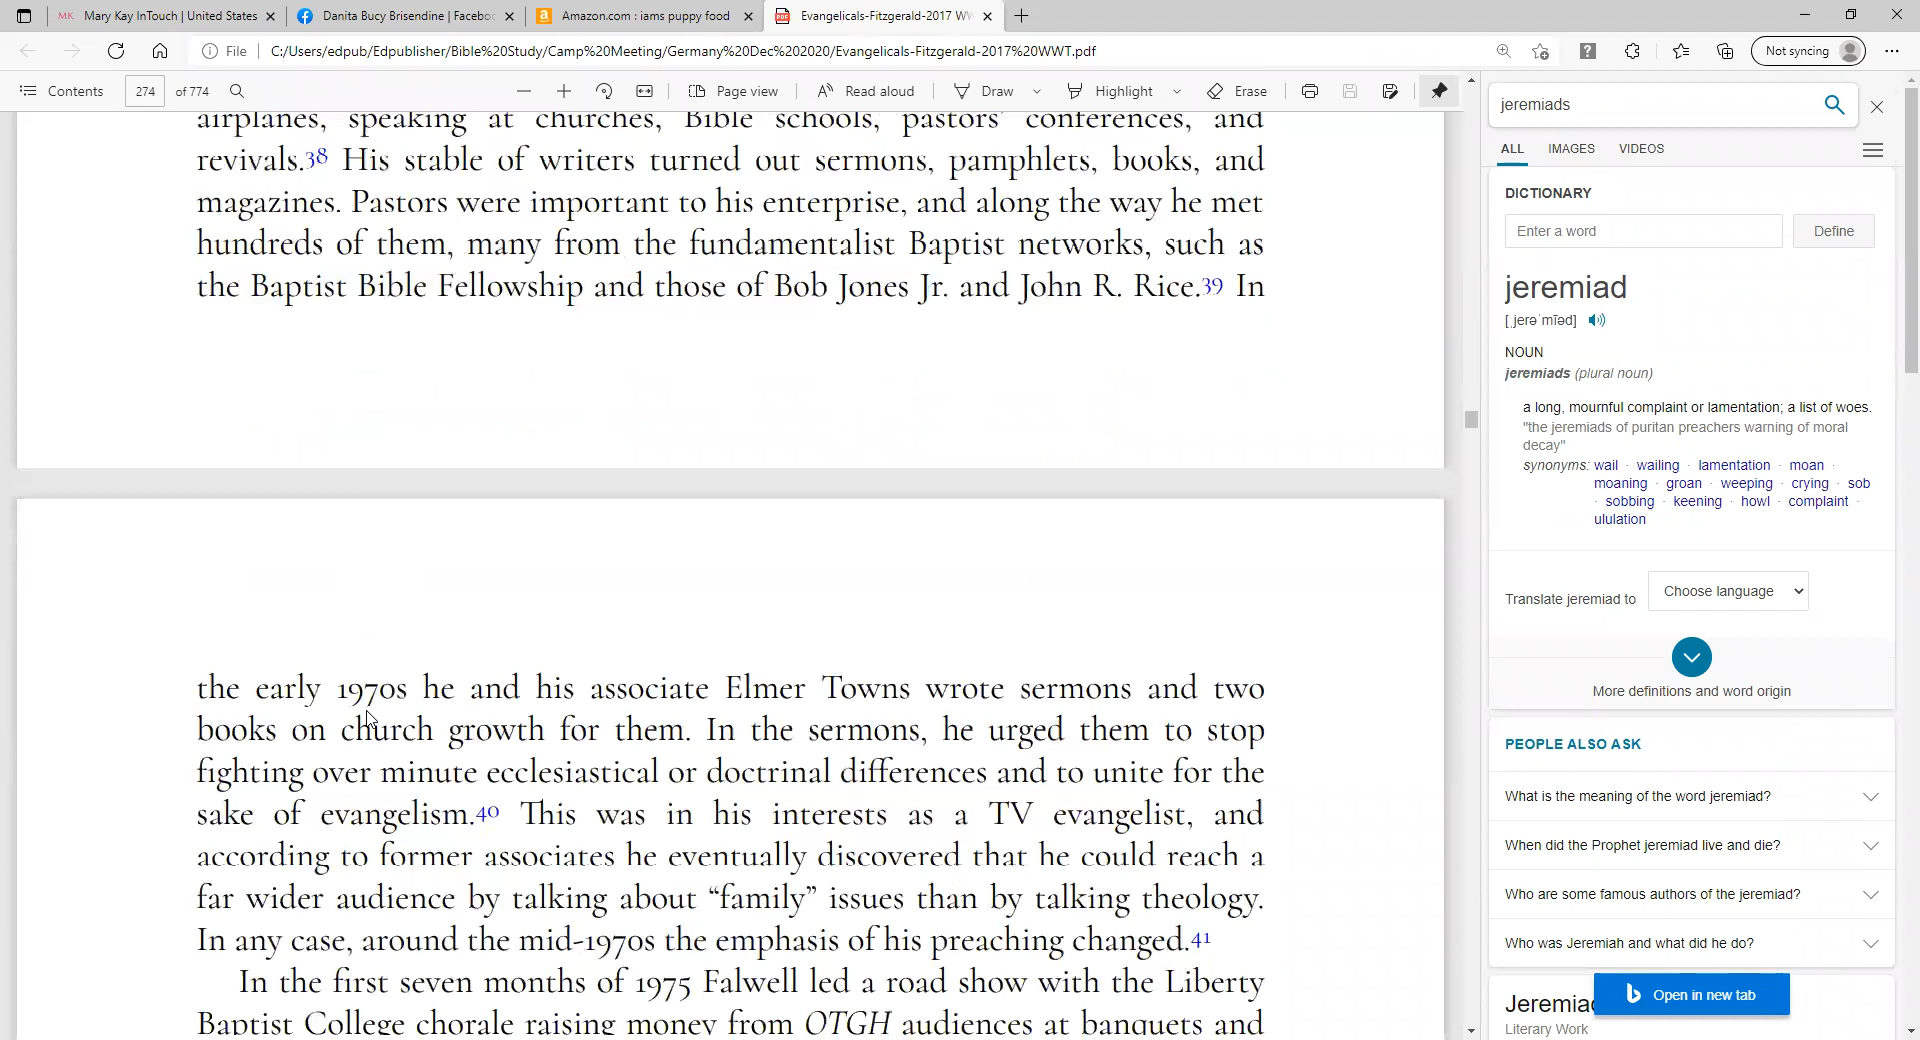 Mary Kay InTouch | United States
Danita Bucy Brisendine | Facebo
Amazon.com : iams puppy food
Evangelicals-Fitzgerald-2017 W
File
C:/Users/edpub/Edpublisher/Bible%20Study/Camp%20Meeting/Germany%20Dec%202020/Evangelicals-Fitzgerald-2017%20WWT.pdf
Not syncing
Contents
274
of 774
Page view
Read aloud
Draw
Highlight
Erase
airplanes, speaking at churches, Bible schools, pastors’ conferences, and
revivals.38 His stable of writers turned out sermons, pamphlets, books, and
magazines. Pastors were important to his enterprise, and along the way he met
hundreds of them, many from the fundamentalist Baptist networks, such as
the Baptist Bible Fellowship and those of Bob Jones Jr. and John R. Rice.39 In
the early 1970s he and his associate Elmer Towns wrote sermons and two
books on church growth for them. In the sermons, he urged them to stop
fighting over minute ecclesiastical or doctrinal differences and to unite for the
sake of evangelism.40 This was in his interests as a TV evangelist, and
according to former associates he eventually discovered that he could reach a
far wider audience by talking about “family” issues than by talking theology.
In any case, around the mid-1970s the emphasis of his preaching changed.41
In the first seven months of 1975 Falwell led a road show with the Liberty
Baptist College chorale raising money from OTGH audiences at banquets and
jeremiads
ALL
IMAGES
VIDEOS
DICTIONARY
Enter a word
Define
jeremiad
[ˌjerəˈmīəd]
NOUN
jeremiads (plural noun)
a long, mournful complaint or lamentation; a list of woes.
"the jeremiads of puritan preachers warning of moral
decay"
synonyms: wail · wailing · lamentation · moan ·
moaning · groan · weeping · crying · sob
· sobbing · keening · howl · complaint ·
ululation
Translate jeremiad to
Choose language
More definitions and word origin
PEOPLE ALSO ASK
What is the meaning of the word jeremiad?
When did the Prophet jeremiad live and die?
Who are some famous authors of the jeremiad?
Who was Jeremiah and what did he do?
Open in new tab
Jeremia
Literary Work